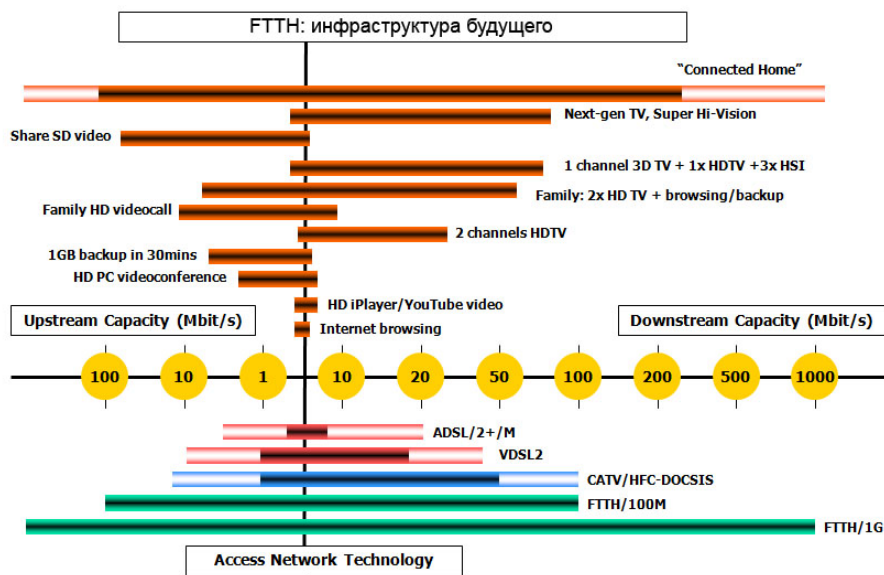 FTTH: инфраструктура будущего
“Connected Home”
Next-gen TV, Super Hi-Vision
Share SD video
1 channel 3D TV + 1x HDTV +3x HSI
Family: 2x HD TV + browsing/backup
Family HD videocall
2 channels HDTV
1GB backup in 30mins
HD PC videoconference
HD iPlayer/YouTube video
Upstream Capacity (Mbit/s)
Internet browsing
Downstream Capacity (Mbit/s)
100 10 1 10 20 50 100 200 500 1000
ADSL/2+/M
VDSL2
CATV/HFC-DOCSIS
FTTH/100M
FTTH/1G
Access Network Technology